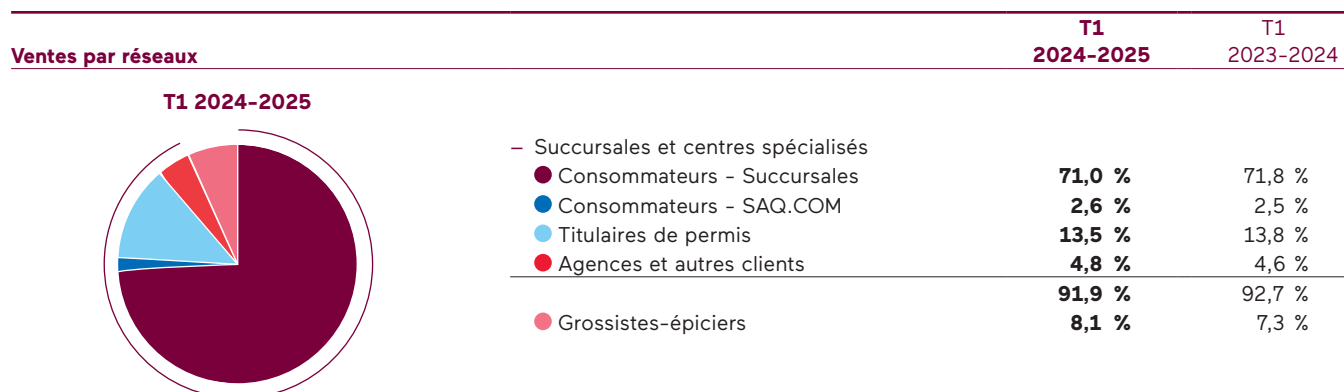 T1 T1
Ventes par réseaux 2024-2025 2023-2024
T1 2024-2025
– Succursales et centres spécialisés
Consommateurs - Succursales 71,0 % 71,8 %
Consommateurs - SAQ.COM 2,6 % 2,5 %
Titulaires de permis 13,5 % 13,8 %
Agences et autres clients 4,8 % 4,6 %
91,9 % 92,7 %
Grossistes-épiciers 8,1 % 7,3 %